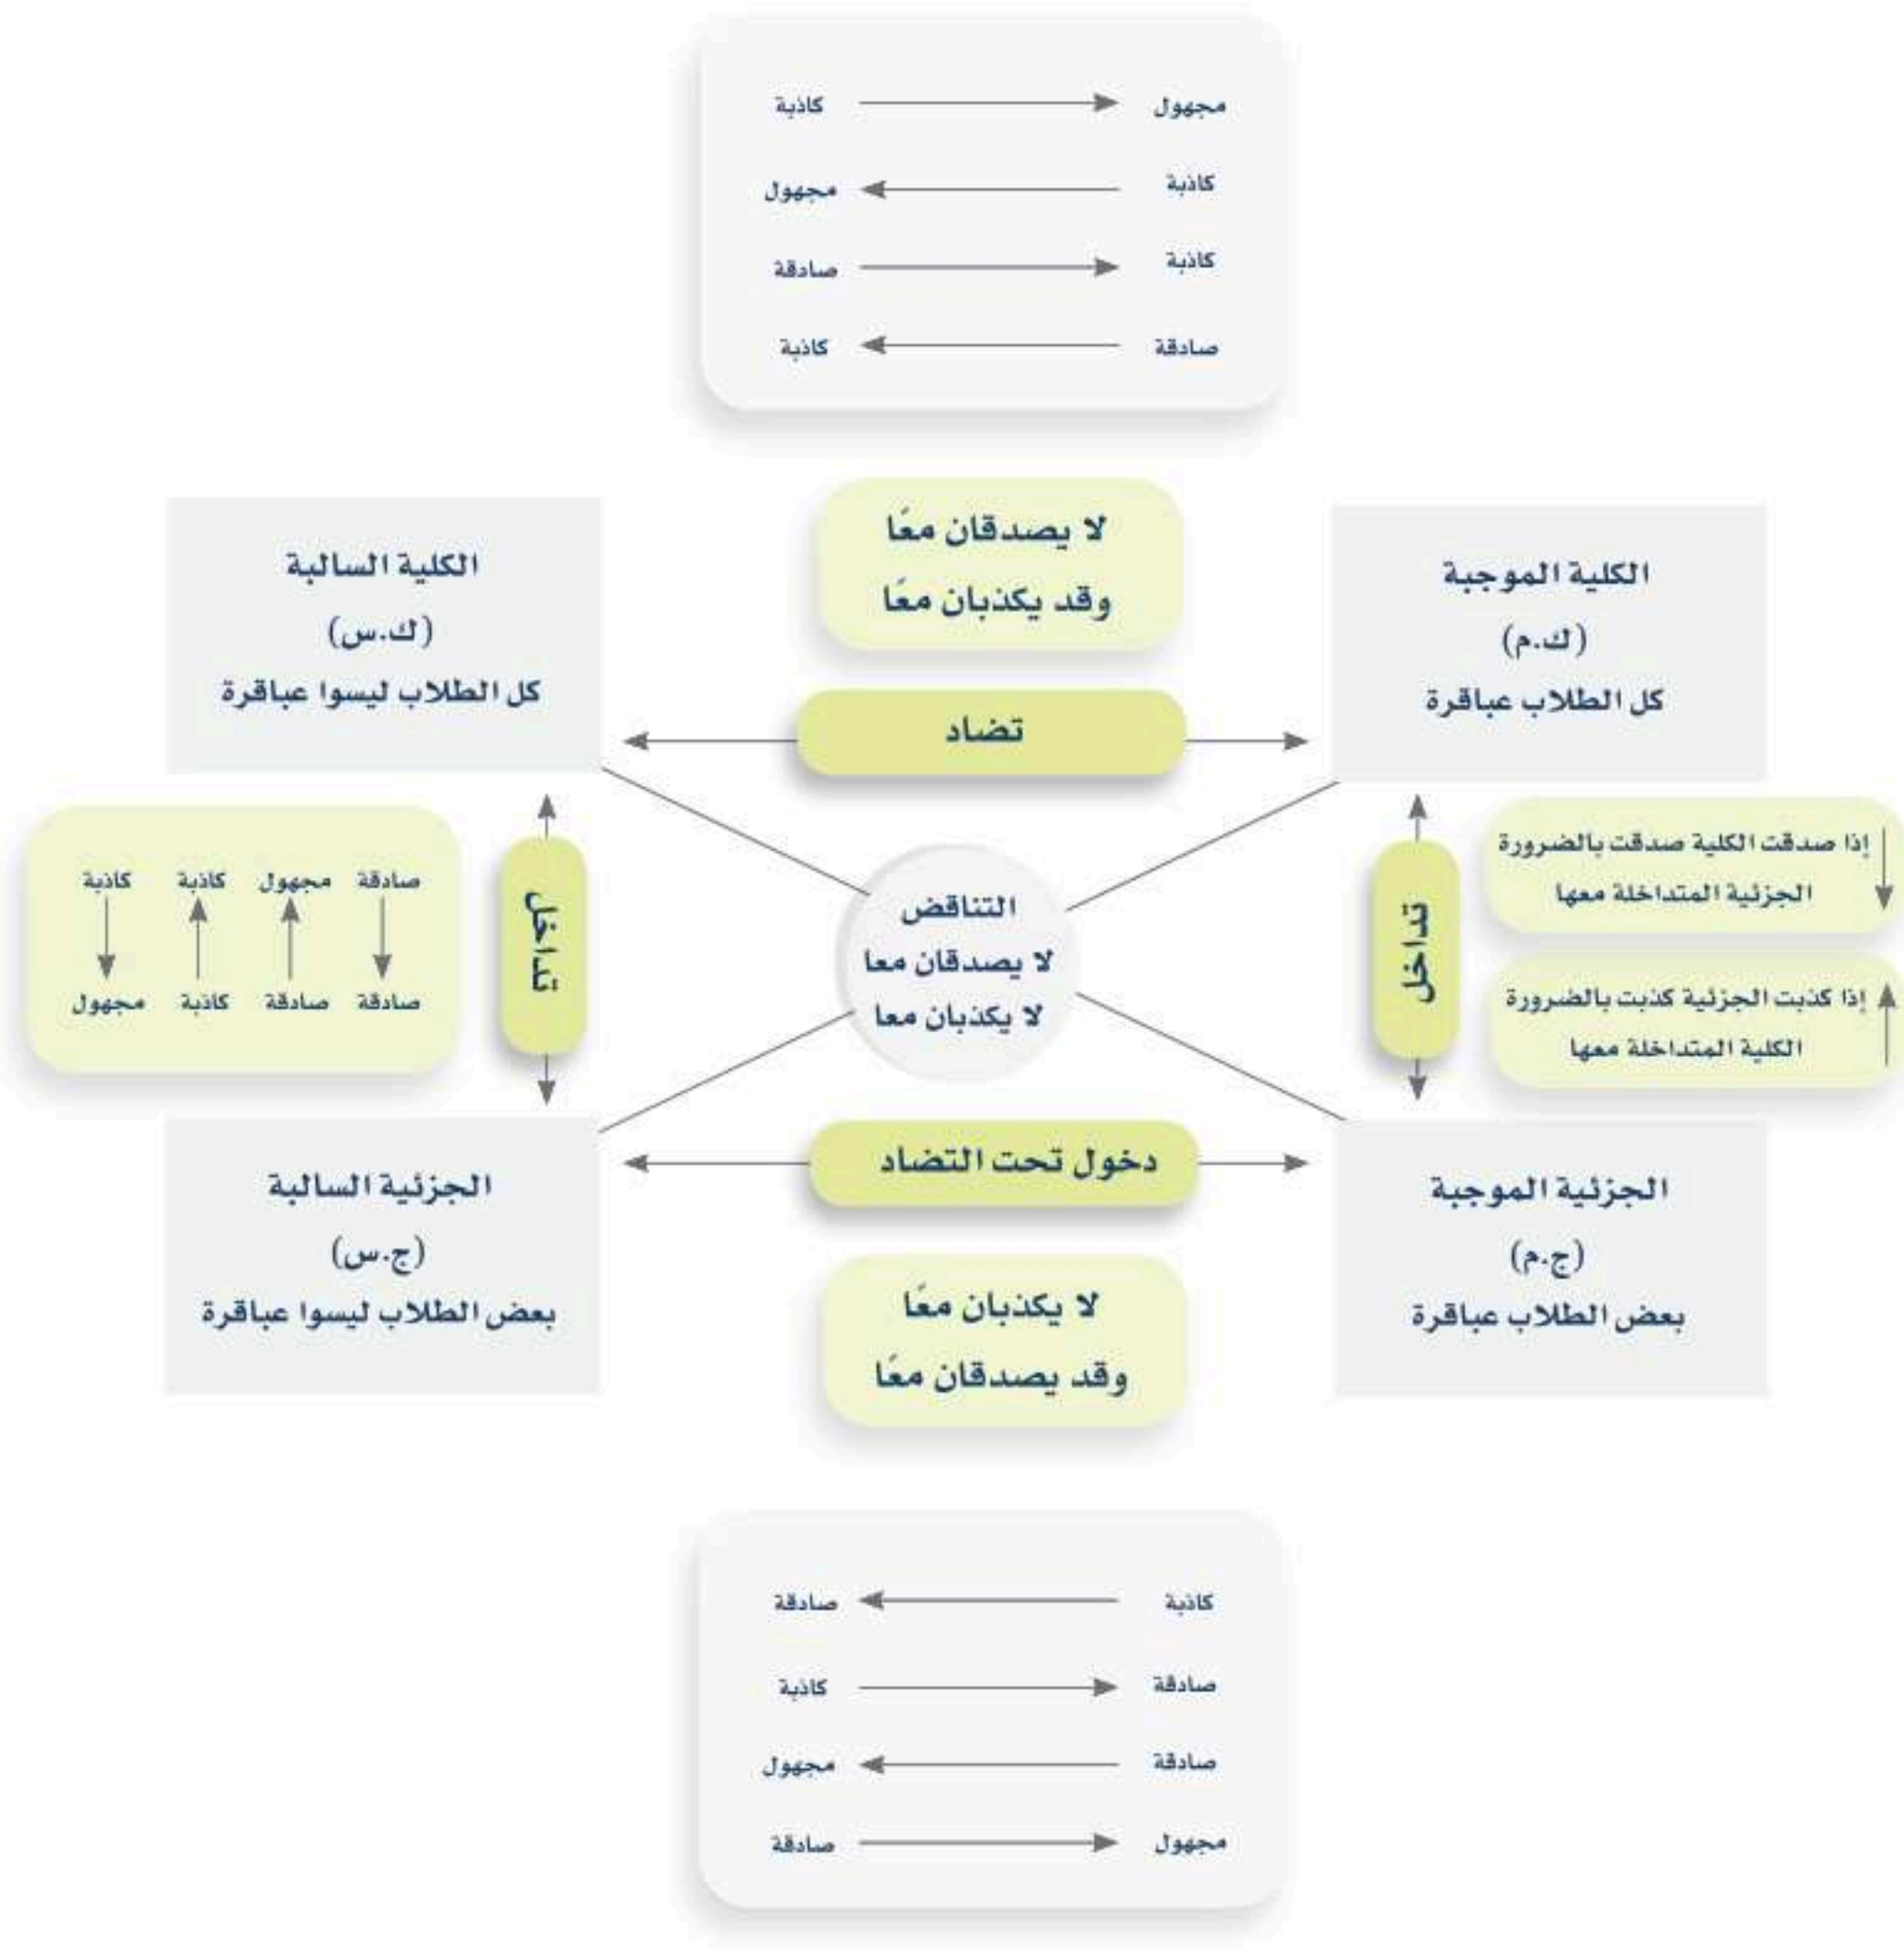 مجهول كاذبة
كاذبة مجهول
كاذبة صادقة
صادقة كاذبة
لا يصدقان معًا
وقد يكذبان معًا
الكلية الموجبة
(ك.م)
كل الطلاب عباقرة
تضاد
الكلية السالبة
(ك.س)
كل الطلاب ليسوا عباقرة
إذا صدقت الكلية صدقت بالضرورة
الجزئية المتداخلة معها
إذا كذبت الجزئية كذبت بالضرورة
الكلية المتداخلة معها
تداخل
التناقض
لا يصدقان معا
لا يكذبان معا
تداخل
صادقة مجهول كاذبة كاذبة
صادقة صادقة كاذبة مجهول
الجزئية الموجبة
(ج.م)
بعض الطلاب عباقرة
دخول تحت التضاد
الجزئية السالبة
(ج.س)
بعض الطلاب ليسوا عباقرة
لا يكذبان معًا
وقد يصدقان معًا
كاذبة صادقة
صادقة كاذبة
صادقة مجهول
مجهول صادقة